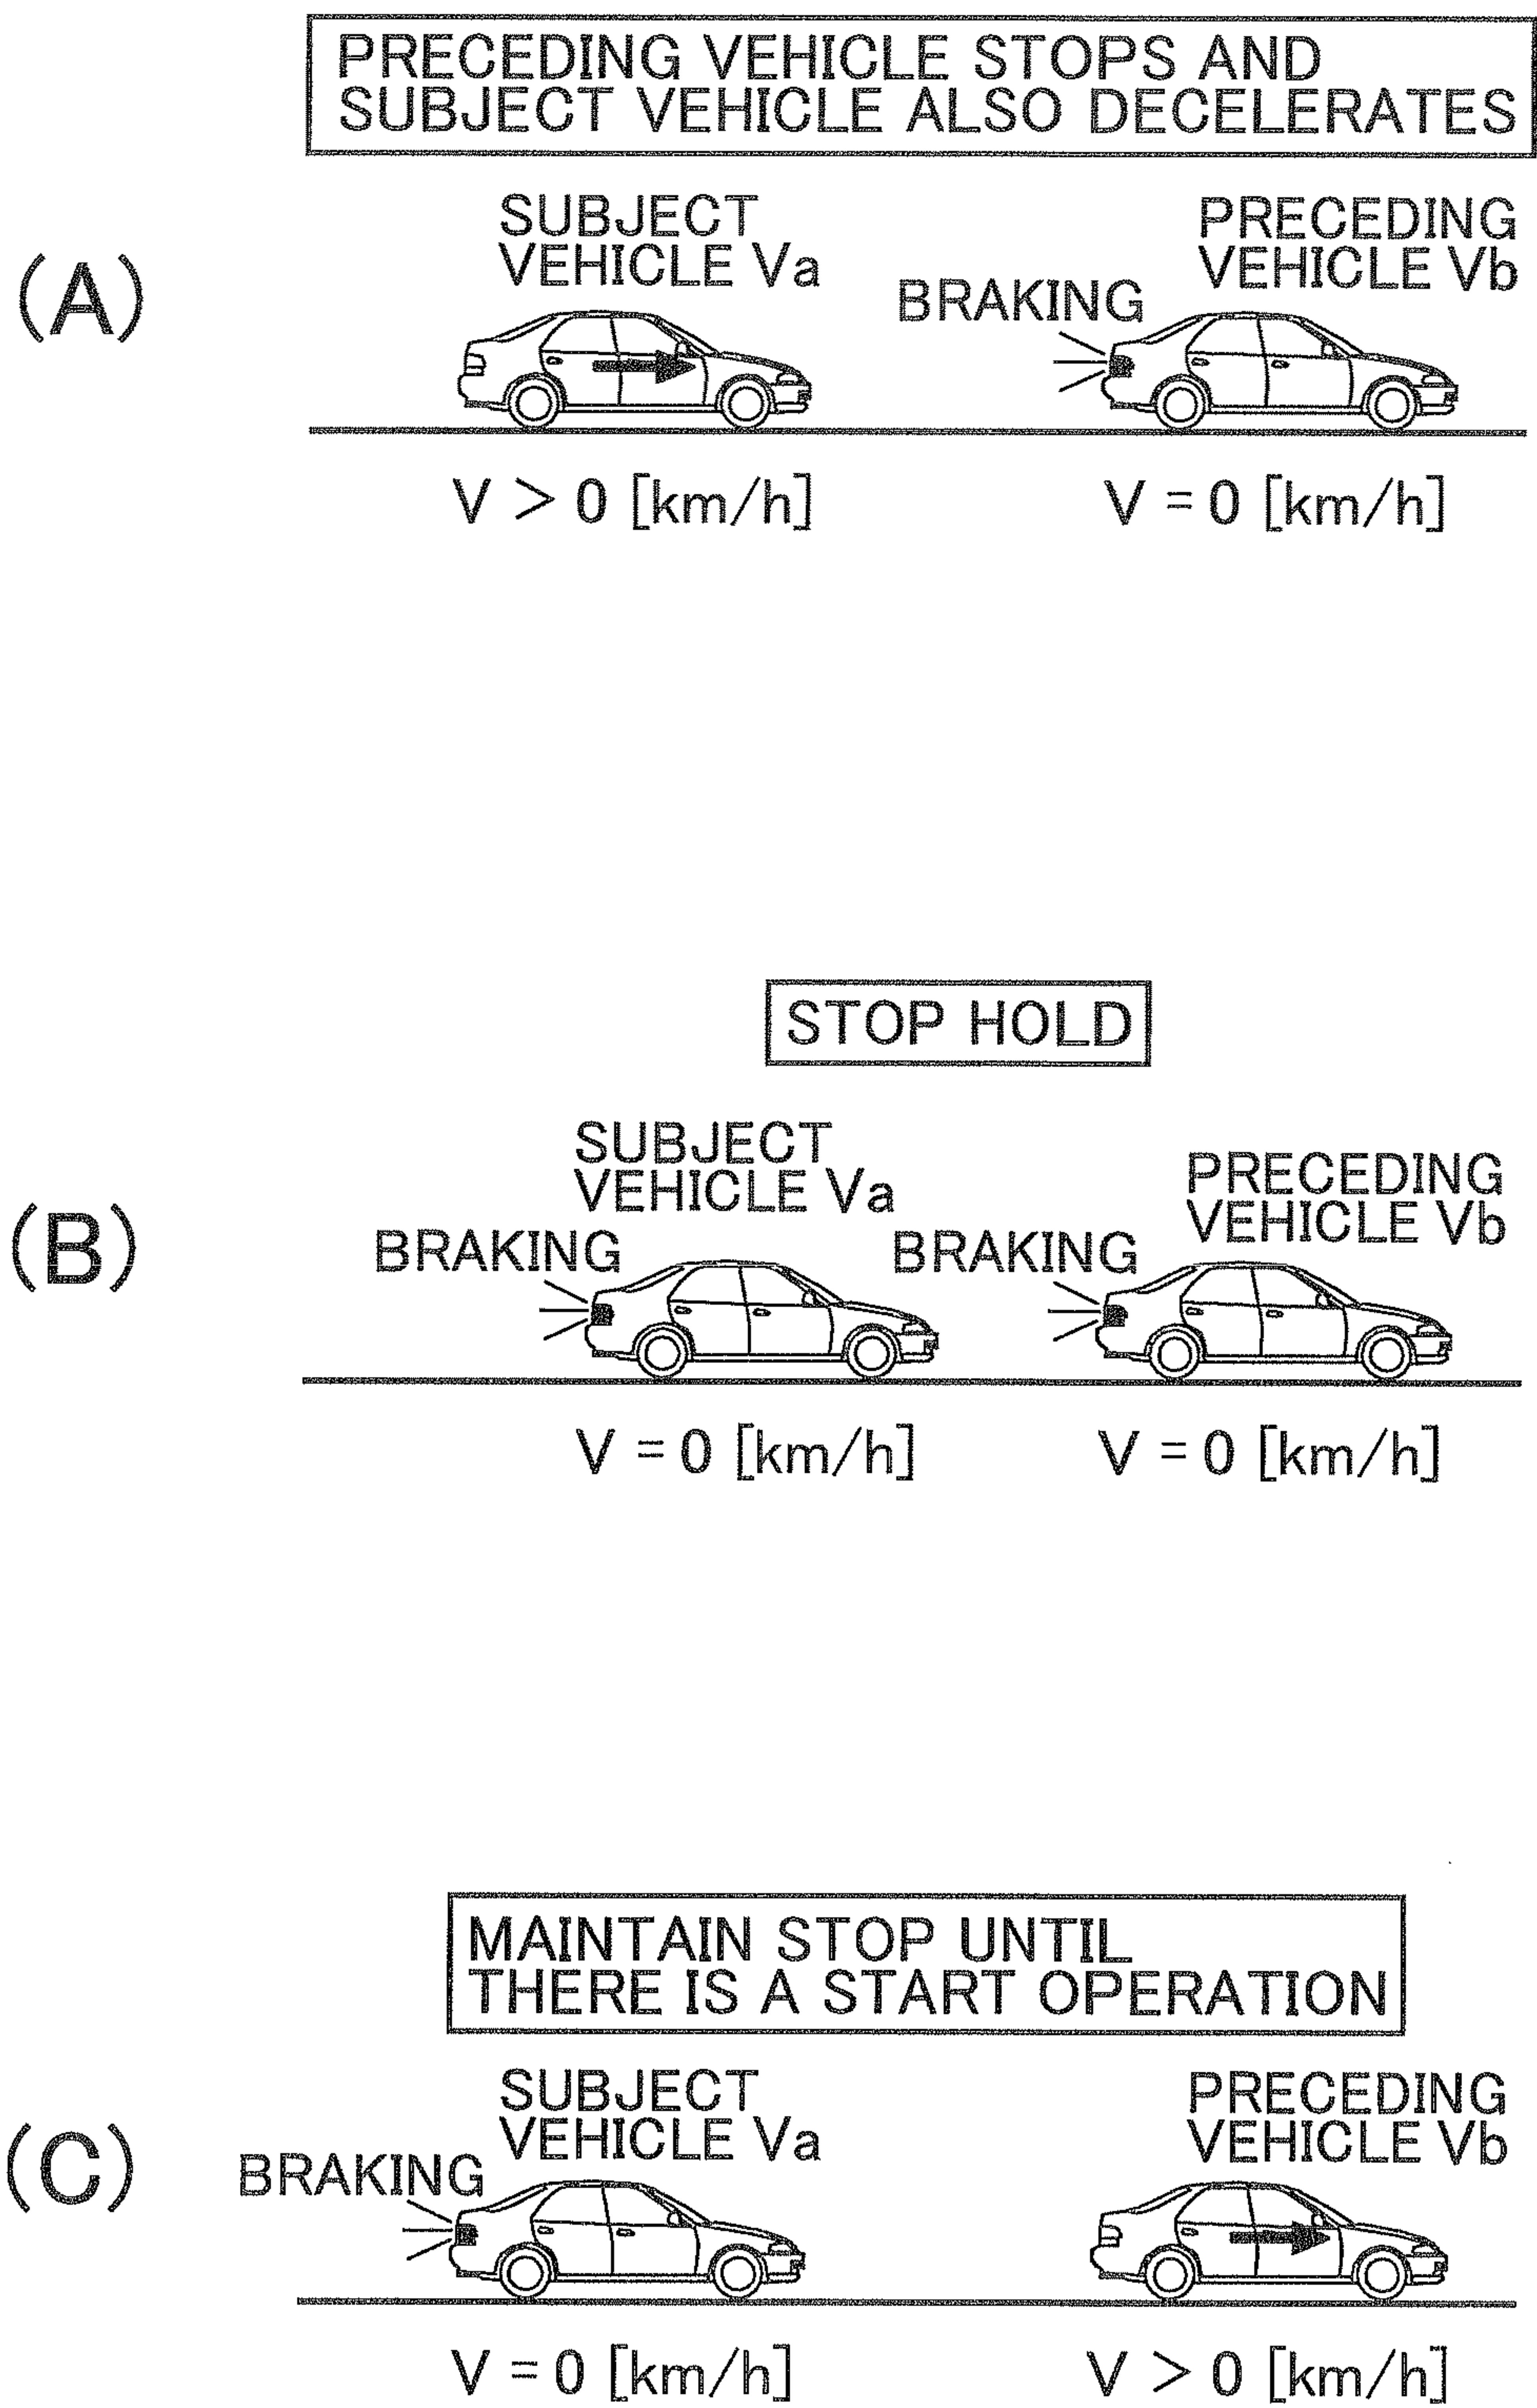 PRECEDING VEHICLE STOPS AND
SUBJECT VEHICLE ALSO DECELERATES
(A)
SUBJECT
VEHICLE Va
PRECEDING
VEHICLE Vb
BRAKING
V > 0 [km/h]
V = 0 [km/h]
STOP HOLD
(B)
SUBJECT
VEHICLE Va
PRECEDING
VEHICLE Vb
BRAKING
BRAKING
V = 0 [km/h]
V = 0 [km/h]
MAINTAIN STOP UNTIL
THERE IS A START OPERATION
(C)
SUBJECT
VEHICLE Va
PRECEDING
VEHICLE Vb
BRAKING
V = 0 [km/h]
V > 0 [km/h]